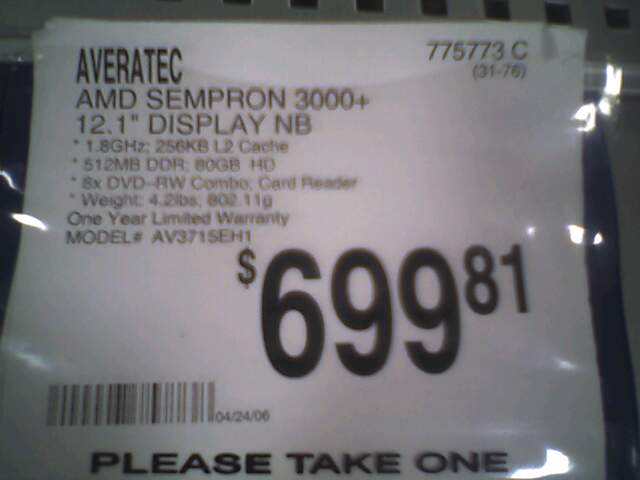 AVERATEC
775773 C
(31-76)
AMD SEMPRON 3000+
12.1" DISPLAY NB
* 1.8GHz; 256KB L2 Cache
* 512MB DDR; 80GB HD
* 8x DVD-RW Combo; Card Reader
* Weight: 4.2lbs; 802.11g
One Year Limited Warranty
MODEL# AV3715EH1
$69981
04/24/06
PLEASE TAKE ONE